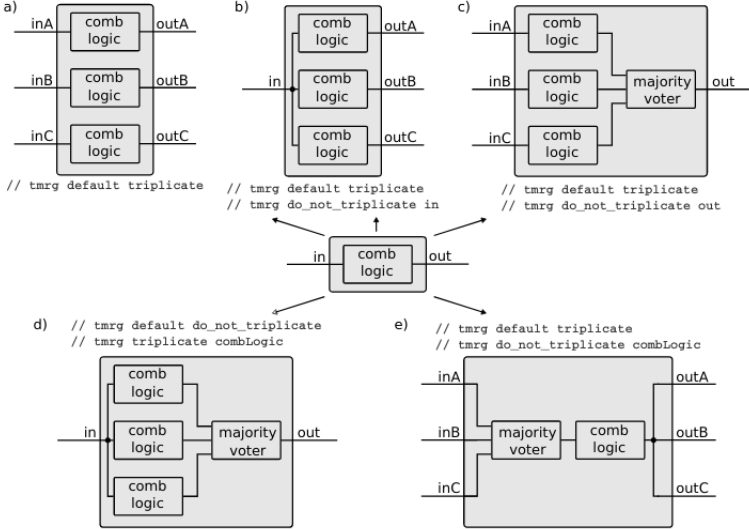 a)
inA
comb
logic
outA
inB
comb
logic
outB
inC
comb
logic
outC
// tmrg default triplicate
b)
in
comb
logic
outA
comb
logic
outB
comb
logic
outC
// tmrg default triplicate
// tmrg do_not_triplicate in
c)
inA
comb
logic
inB
comb
logic
inC
comb
logic
majority
voter
out
// tmrg default triplicate
// tmrg do_not_triplicate out
in
comb
logic
out
d)
// tmrg default do_not_triplicate
// tmrg triplicate combLogic
in
comb
logic
comb
logic
comb
logic
majority
voter
out
e)
// tmrg default triplicate
// tmrg do_not_triplicate combLogic
inA
inB
inC
majority
voter
comb
logic
outA
outB
outC